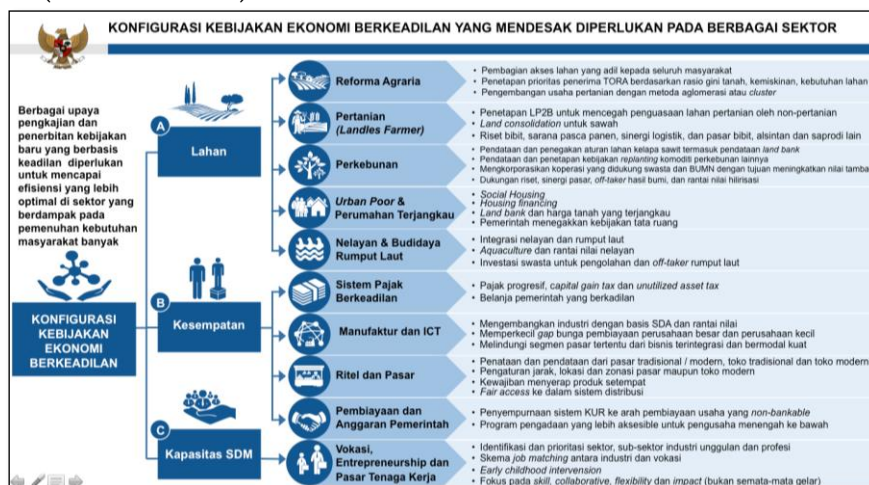 KONFIGURASI KEBIJAKAN EKONOMI BERKEADILAN YANG MENDESAK DIPERLUKAN PADA BERBAGAI SEKTOR
Berbagai upaya
pengkajian dan
penerbitan kebijakan
baru yang berbasis
keadilan diperlukan
untuk mencapai
efisiensi yang lebih
optimal di sektor yang
berdampak pada
pemenuhan kebutuhan
masyarakat banyak
KONFIGURASI
KEBIJAKAN
EKONOMI
BERKEADILAN
A
Lahan
Reforma Agraria
• Pembagian akses lahan yang adil kepada seluruh masyarakat
• Penetapan prioritas penerima TORA berdasarkan rasio gini tanah, kemiskinan, kebutuhan lahan
• Pengembangan usaha pertanian dengan metoda aglomerasi atau cluster
Pertanian
(Landles Farmer)
• Penetapan LP2B untuk mencegah penguasaan lahan pertanian oleh non-pertanian
• Land consolidation untuk sawah
• Riset bibit, sarana pasca panen, sinergi logistik, dan pasar bibit, alsintan dan saprodi lain
Perkebunan
• Pendataan dan penegakan aturan lahan kelapa sawit termasuk pendataan land bank
• Pendataan dan penetapan kebijakan replanting komoditi perkebunan lainnya
• Mengkorporasikan koperasi yang didukung swasta dan BUMN dengan tujuan meningkatkan nilai tamba
• Dukungan riset, sinergi pasar, off-taker hasil bumi, dan rantai nilai hilirisasi
Urban Poor &
Perumahan Terjangkau
• Social Housing
• Housing financing
• Land bank dan harga tanah yang terjangkau
• Pemerintah menegakkan kebijakan tata ruang
Nelayan & Budidaya
Rumput Laut
• Integrasi nelayan dan rumput laut
• Aquaculture dan rantai nilai nelayan
• Investasi swasta untuk pengolahan dan off-taker rumput laut
B
Kesempatan
Sistem Pajak
Berkeadilan
• Pajak progresif, capital gain tax dan unutilized asset tax
• Belanja pemerintah yang berkadilan
Manufaktur dan ICT
• Mengembangkan industri dengan basis SDA dan rantai nilai
• Memperkecil gap bunga pembiayaan perusahaan besar dan perusahaan kecil
• Melindungi segmen pasar tertentu dari bisnis terintegrasi dan bermodal kuat
Ritel dan Pasar
• Penataan dan pendataan dari pasar tradisional / modern, toko tradisional dan toko modern
• Pengaturan jarak, lokasi dan zonasi pasar maupun toko modern
• Kewajiban menyerap produk setempat
• Fair access ke dalam sistem distribusi
Pembiayaan dan
Anggaran Pemerintah
• Penyempurnaan sistem KUR ke arah pembiayaan usaha yang non-bankable
• Program pengadaan yang lebih aksesible untuk pengusaha menengah ke bawah
C
Kapasitas SDM
Vokasi,
Entrepreneurship dan
Pasar Tenaga Kerja
• Identifikasi dan prioritasi sektor, sub-sektor industri unggulan dan profesi
• Skema job matching antara industri dan vokasi
• Early childhood intervention
• Fokus pada skill, collaborative, flexibility dan impact (bukan semata-mata gelar)